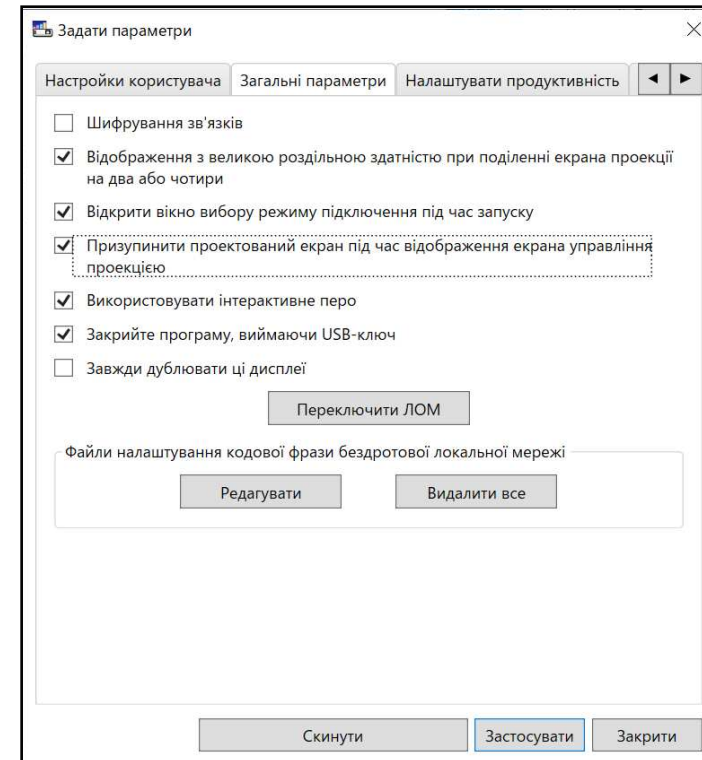 Задати параметри
Настройки користувача Загальні параметри Налаштувати продуктивність
Шифрування зв'язків
Відображення з великою роздільною здатністю при поділенні екрана проекції
на два або чотири
Відкрити вікно вибору режиму підключення під час запуску
Призупинити проектований екран під час відображення екрана управління
проекцією
Використовувати інтерактивне перо
Закрийте програму, виймаючи USB-ключ
Завжди дублювати ці дисплеї
Переключити ЛОМ
Файли налаштування кодової фрази бездротової локальної мережі
Редагувати Видалити все
Скинути Застосувати Закрити